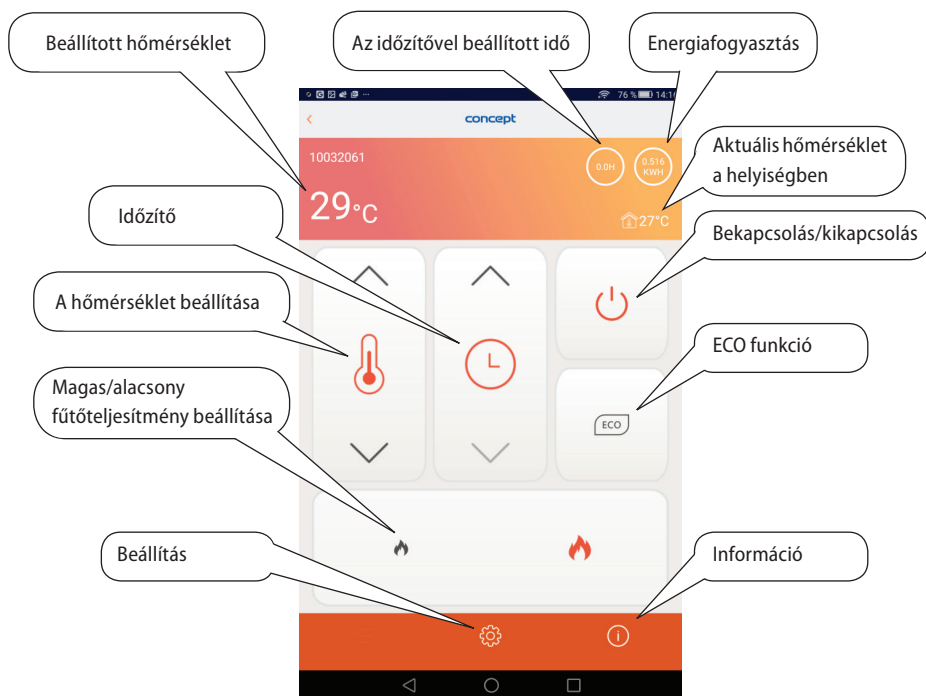 Beállított hőmérséklet
Az időzítővel beállított idő
Energiafogyasztás
76 % 14:16
concept
10032061
0.0H
0.516
KWH
Aktuális hőmérséklet
a helyiségben
29°C
27°C
Időzítő
Bekapcsolás/kikapcsolás
A hőmérséklet beállítása
ECO funkció
Magas/alacsony
fűtőteljesítmény beállítása
ECO
Beállítás
Információ